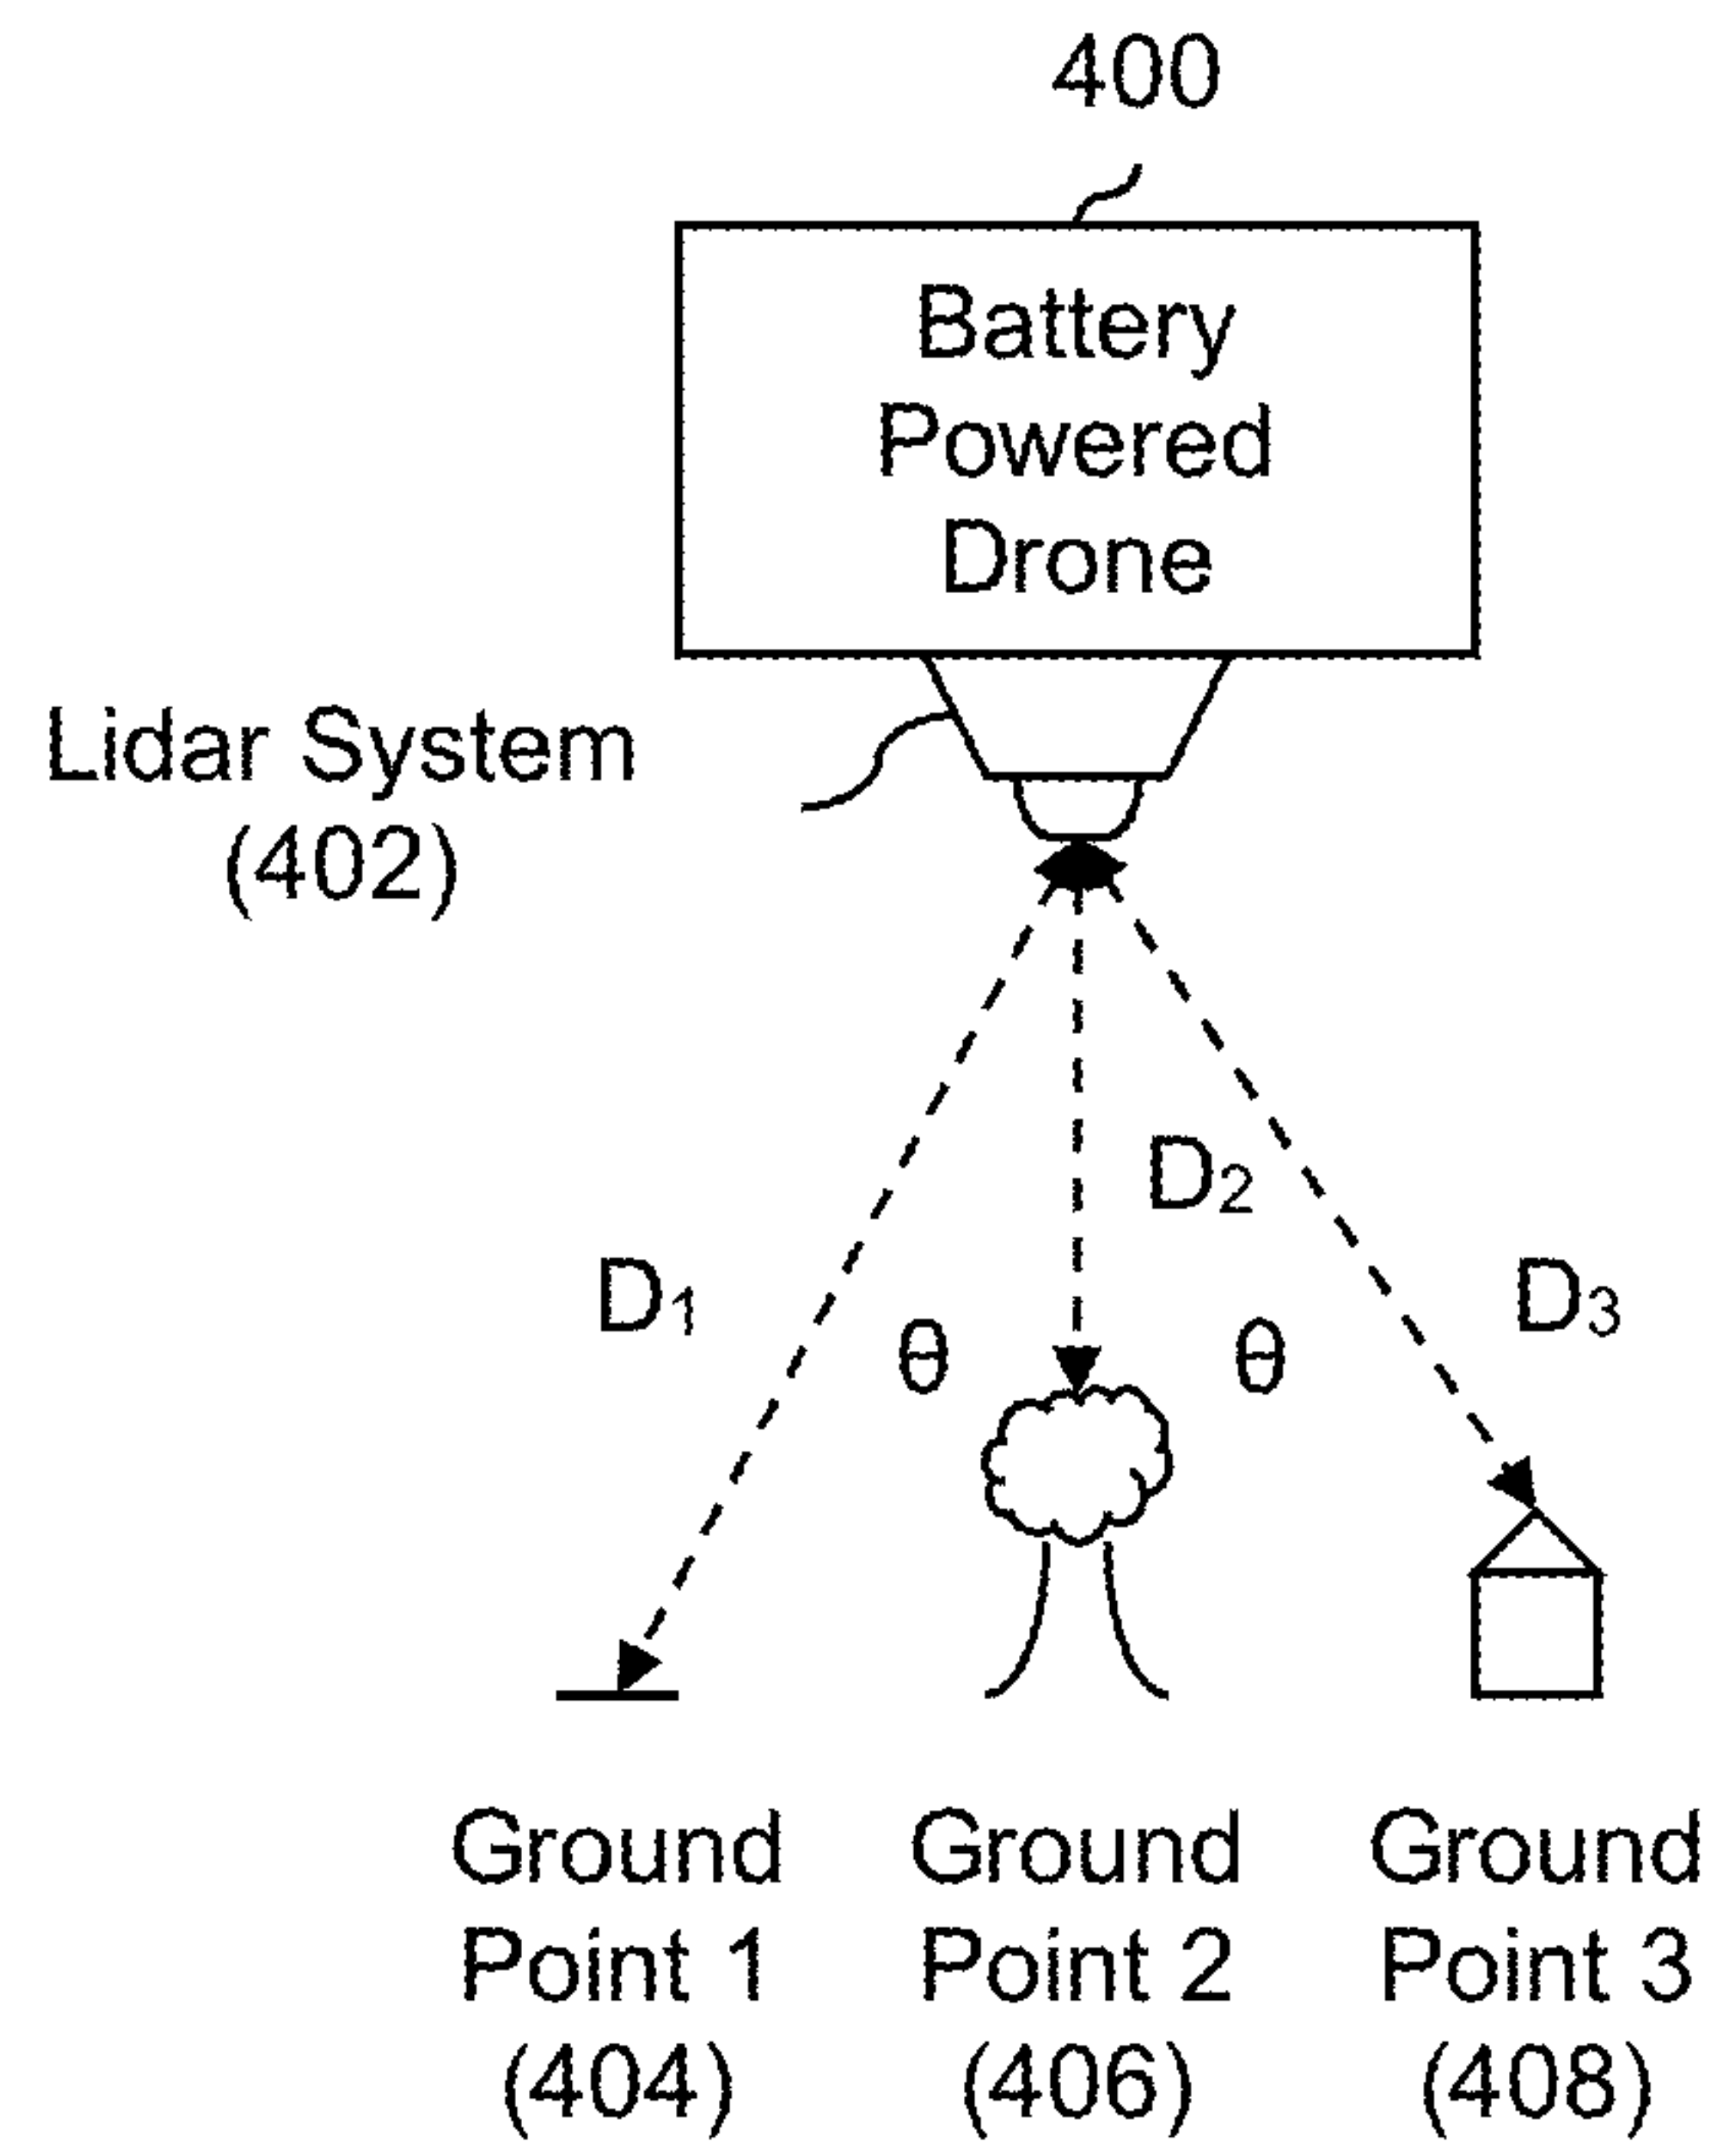 400
Battery
Powered
Drone
Lidar System
(402)
D2
D1
D3
θ
θ
Ground
Point 1
(404)
Ground
Point 2
(406)
Ground
Point 3
(408)